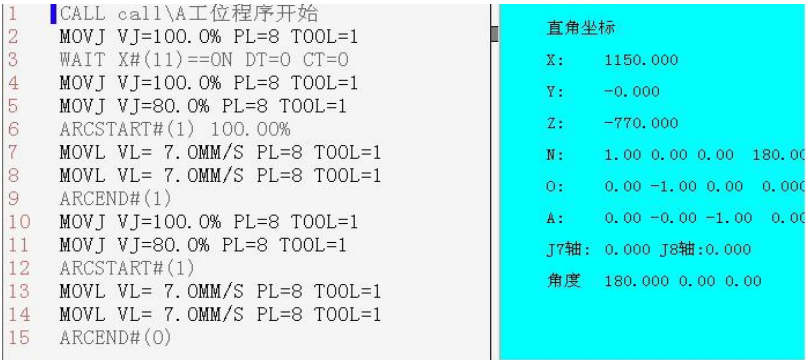 1 CALL call\A工位程序开始
2 MOVJ VJ=100.0% PL=8 TOOL=1
3 WAIT X#(11)==ON DT=0 CT=0
4 MOVJ VJ=100.0% PL=8 TOOL=1
5 MOVJ VJ=80.0% PL=8 TOOL=1
6 ARCSTART#(1) 100.00%
7 MOVL VL= 7.0MM/S PL=8 TOOL=1
8 MOVL VL= 7.0MM/S PL=8 TOOL=1
9 ARCEND#(1)
10 MOVJ VJ=100.0% PL=8 TOOL=1
11 MOVJ VJ=80.0% PL=8 TOOL=1
12 ARCSTART#(1)
13 MOVL VL= 7.0MM/S PL=8 TOOL=1
14 MOVL VL= 7.0MM/S PL=8 TOOL=1
15 ARCEND#(0)
直角坐标
X: 1150.000
Y: -0.000
Z: -770.000
N: 1.00 0.00 0.00 180.00
O: 0.00 -1.00 0.00 0.000
A: 0.00 -0.00 -1.00 0.00
J7轴: 0.000 J8轴:0.000
角度 180.000 0.00 0.00